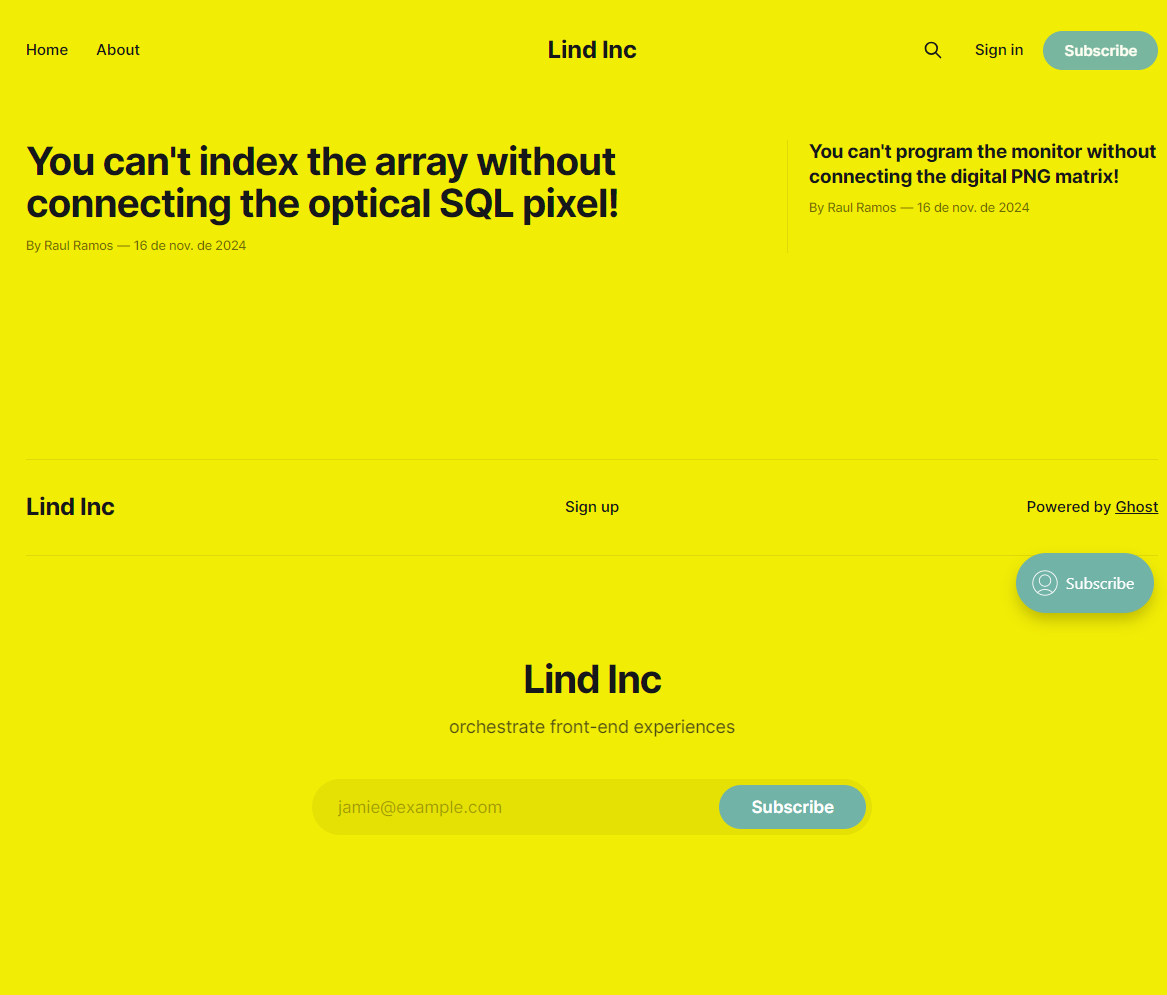 Home About Lind Inc Sign in Subscribe
You can't index the array without
connecting the optical SQL pixel!
By Raul Ramos — 16 de nov. de 2024
You can't program the monitor without
connecting the digital PNG matrix!
By Raul Ramos — 16 de nov. de 2024
Lind Inc Sign up Powered by Ghost
Subscribe
Lind Inc
orchestrate front-end experiences
jamie@example.com Subscribe